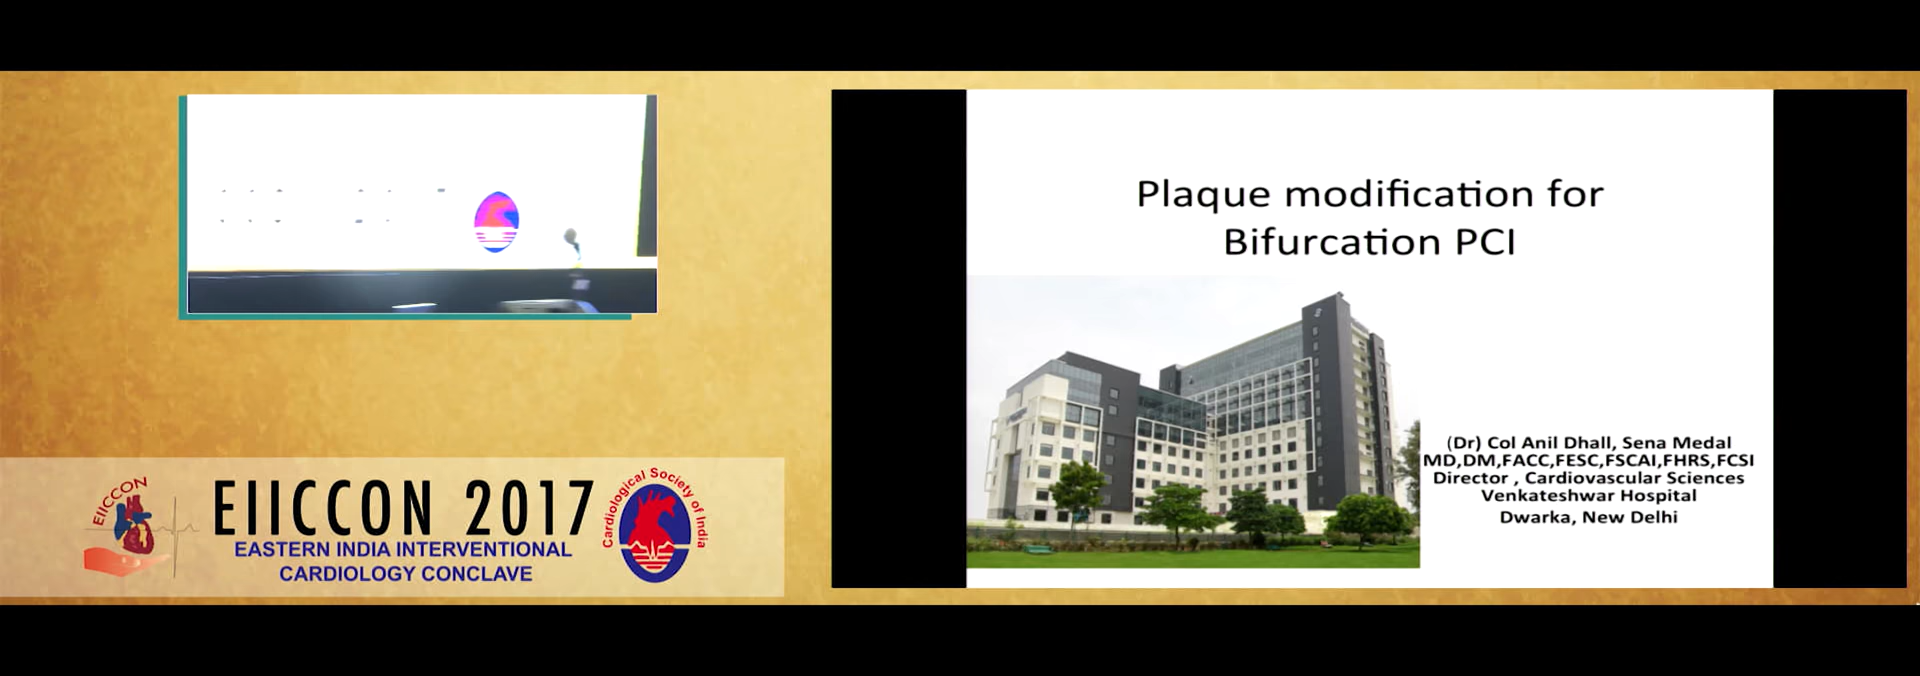 Plaque modification for
Bifurcation PCI
(Dr) Col Anil Dhall, Sena Medal
MD,DM,FACC,FESC,FSCAI,FHRS,FCSI
Director , Cardiovascular Sciences
Venkateshwar Hospital
Dwarka, New Delhi
EIICCON
EIICCON 2017
EASTERN INDIA INTERVENTIONAL
CARDIOLOGY CONCLAVE
Cardiological Society of India